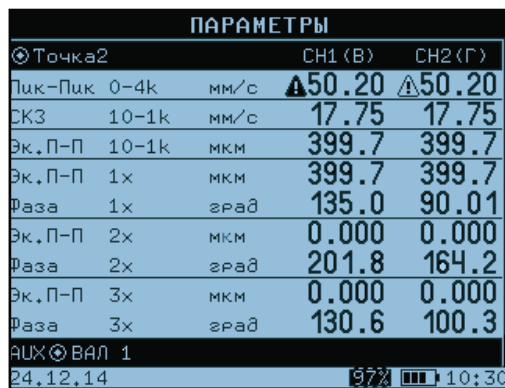 ПАРАМЕТРЫ
Точка2 CH1(В) CH2(Г)
Пик-Пик 0-4k мм/с 50.20 50.20
СКЗ 10-1k мм/с 17.75 17.75
Эк.П-П 10-1k мкм 399.7 399.7
Эк.П-П 1x мкм 399.7 399.7
Фаза 1x град 135.0 90.01
Эк.П-П 2x мкм 0.000 0.000
Фаза 2x град 201.8 164.2
Эк.П-П 3x мкм 0.000 0.000
Фаза 3x град 130.6 100.3
AUX ВАЛ 1
24.12.14 97% 10:30